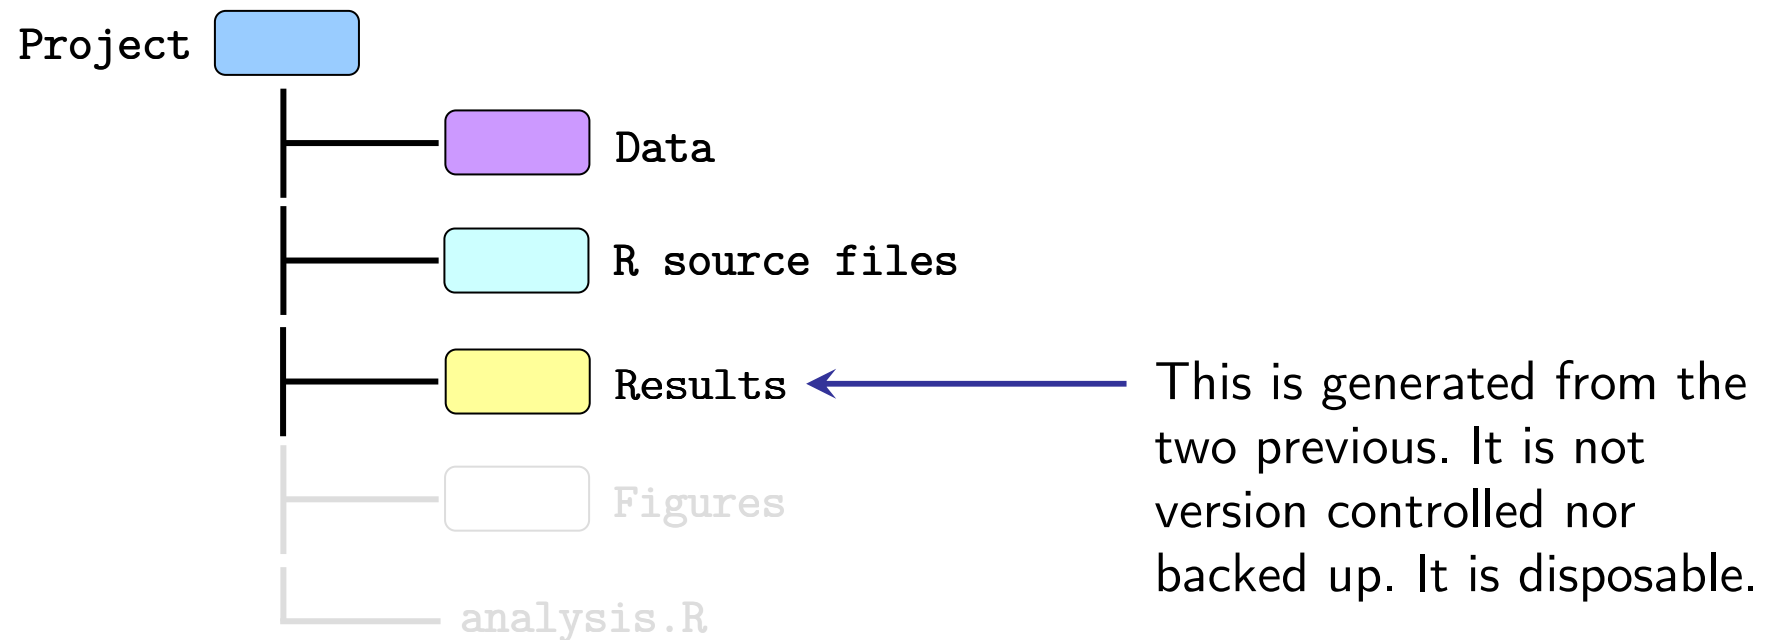 Project
Data
R source files
Results
This is generated from the
two previous. It is not
version controlled nor
backed up. It is disposable.
Figures
analysis.R